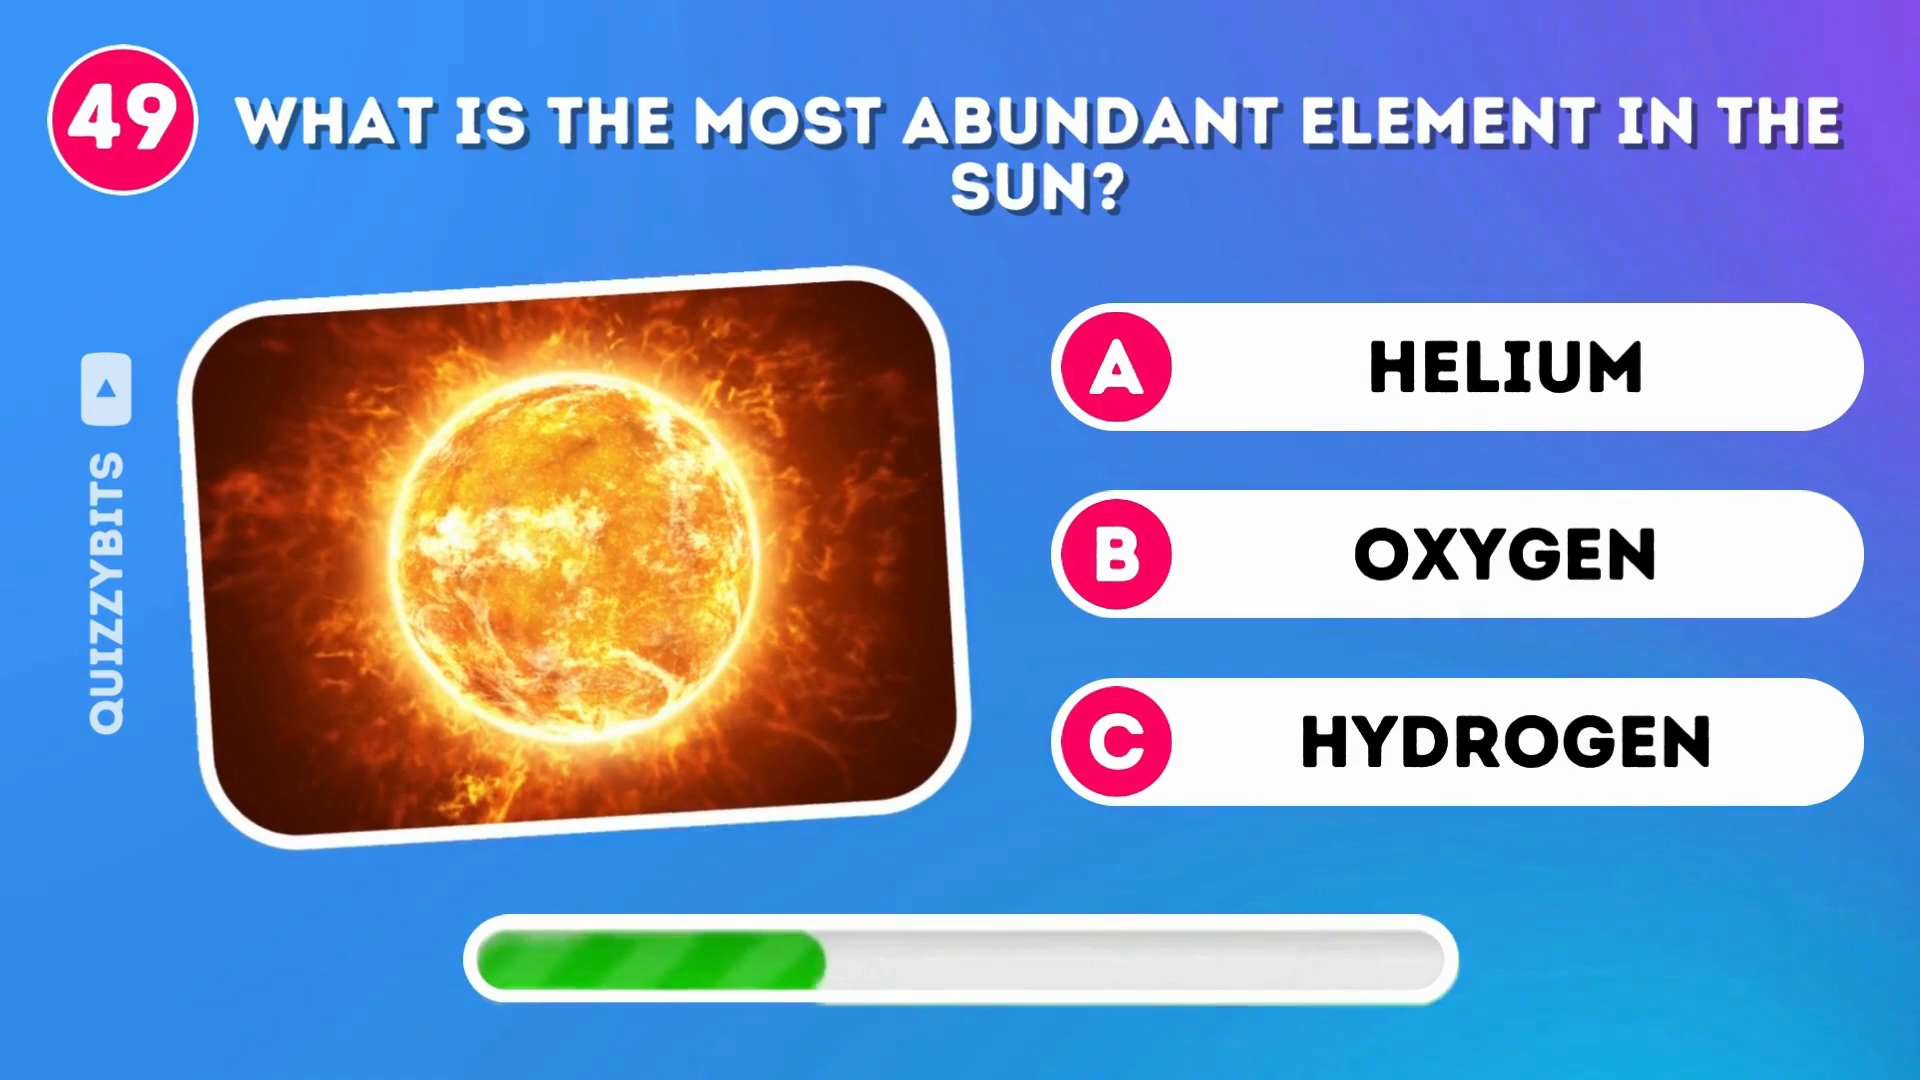 49
WHAT IS THE MOST ABUNDANT ELEMENT IN THE
SUN?
QUIZZYBITS
A HELIUM
B OXYGEN
C HYDROGEN